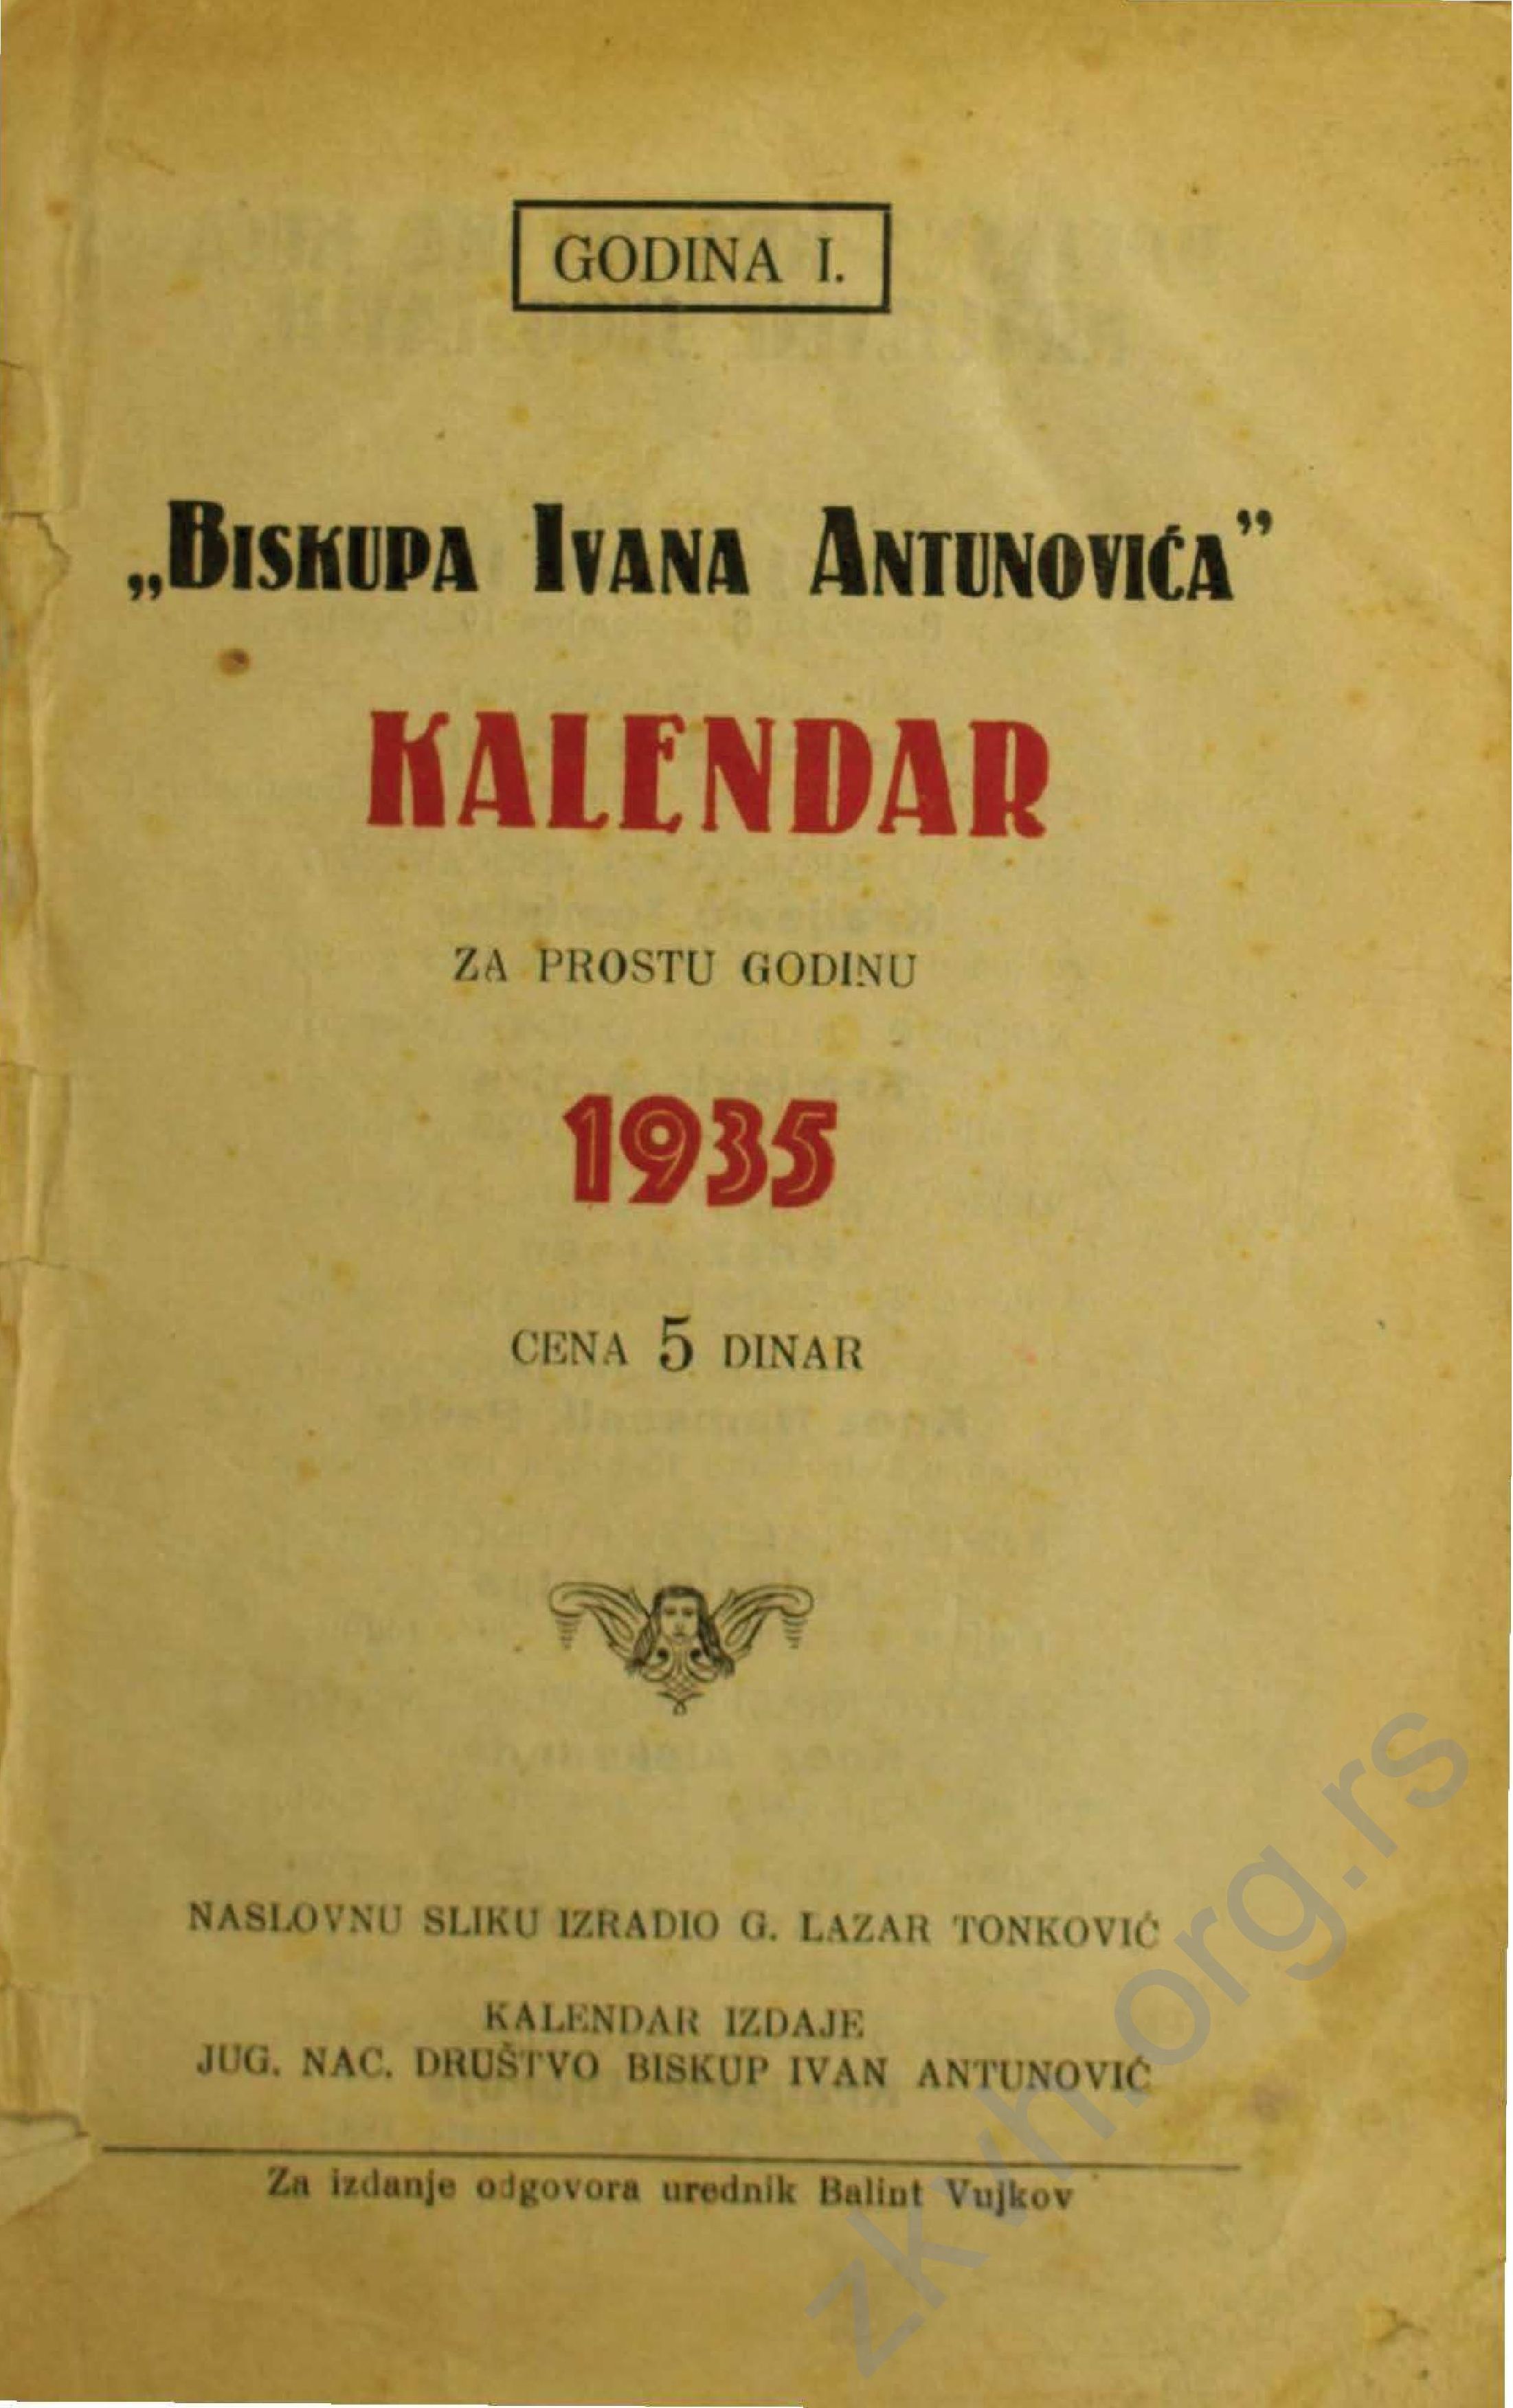 GODINA I.
„BISKUPA IVANA ANTUNOVIĆA”
KALENDAR
ZA PROSTU GODINU
1935
CENA 5 DINAR
NASLOVNU SLIKU IZRADIO G. LAZAR TONKOVIĆ
KALENDAR IZDAJE
JUG. NAC. DRUŠTVO BISKUP IVAN ANTUNOVIĆ
Za izdanje odgovora urednik Balint Vujkov
zkvh.org.rs